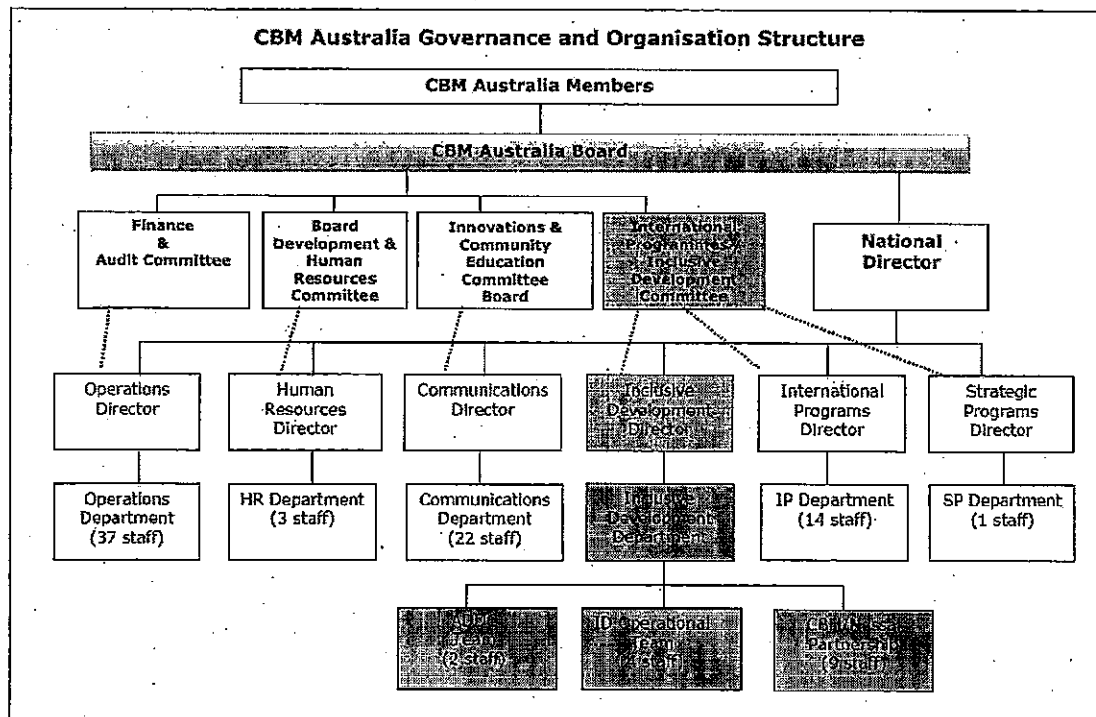 CBM Australia Governance and Organisation Structure
CBM Australia Members
CBM Australia Board
Finance
&
Audit Committee
Board
Development &
Human
Resources
Committee
Innovations &
Community
Education
Committee
Board
International
Programmes
Inclusive
Development
Committee
National
Director
Operations
Director
Human
Resources
Director
Communications
Director
Inclusive
Development
Director
International
Programs
Director
Strategic
Programs
Director
Operations
Department
(37 staff)
HR Department
(3 staff)
Communications
Department
(22 staff)
Inclusive
Development
Department
IP Department
(14 staff)
SP Department
(1 staff)
Team
(2 staff)
ID Operational
Team
staff)
Partnership
(9 staff)